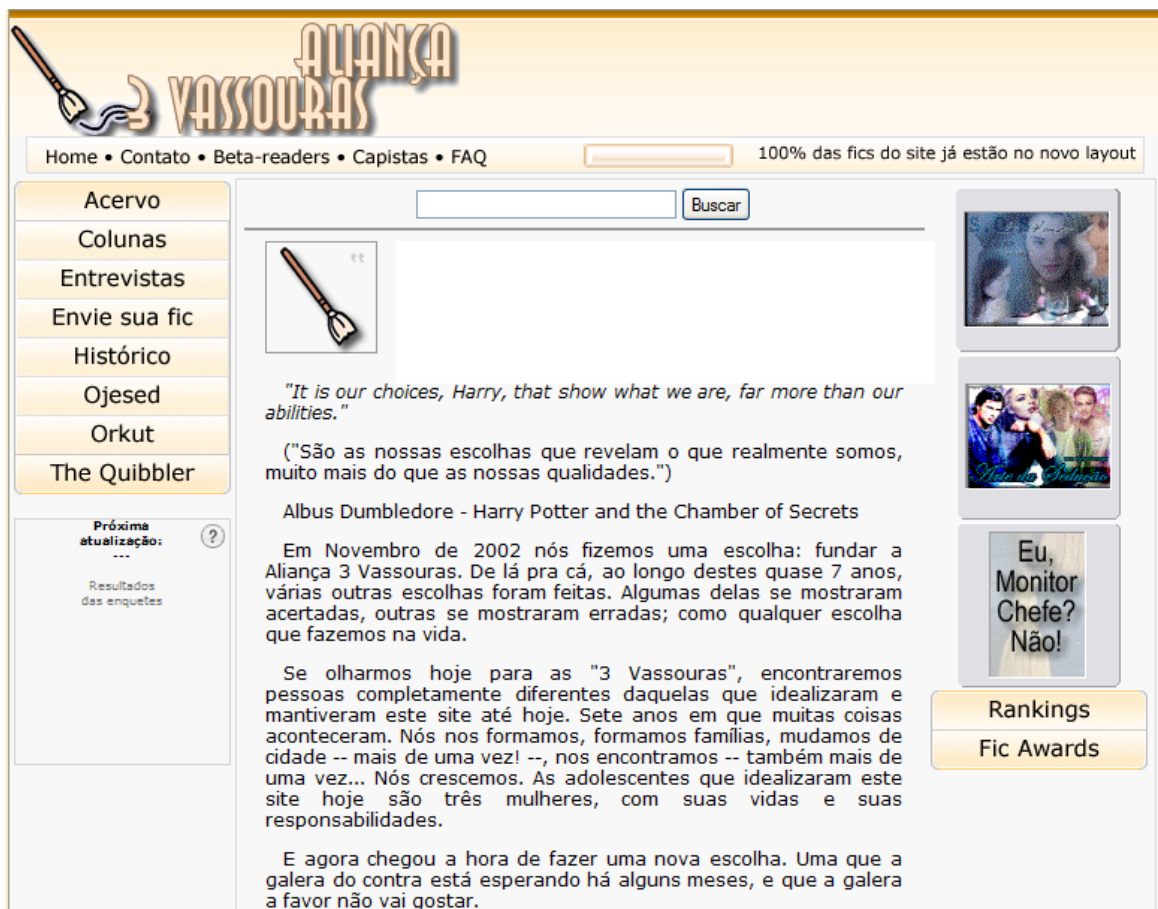 ALIANÇA
3 VASSOURAS
Home • Contato • Beta-readers • Capistas • FAQ
100% das fics do site já estão no novo layout
Acervo
Colunas
Entrevistas
Envie sua fic
Histórico
Ojesed
Orkut
The Quibbler
Próxima
atualização:
---
?
Resultados
das enquetes
Buscar
"It is our choices, Harry, that show what we are, far more than our
abilities."
("São as nossas escolhas que revelam o que realmente somos,
muito mais do que as nossas qualidades.")
Albus Dumbledore - Harry Potter and the Chamber of Secrets
Em Novembro de 2002 nós fizemos uma escolha: fundar a
Aliança 3 Vassouras. De lá pra cá, ao longo destes quase 7 anos,
várias outras escolhas foram feitas. Algumas delas se mostraram
acertadas, outras se mostraram erradas; como qualquer escolha
que fazemos na vida.
Se olharmos hoje para as "3 Vassouras", encontraremos
pessoas completamente diferentes daquelas que idealizaram e
mantiveram este site até hoje. Sete anos em que muitas coisas
aconteceram. Nós nos formamos, formamos famílias, mudamos de
cidade -- mais de uma vez! --, nos encontramos -- também mais de
uma vez... Nós crescemos. As adolescentes que idealizaram este
site hoje são três mulheres, com suas vidas e suas
responsabilidades.
E agora chegou a hora de fazer uma nova escolha. Uma que a
galera do contra está esperando há alguns meses, e que a galera
a favor não vai gostar.
S.O.S.
Arte da Sedução
Eu,
Monitor
Chefe?
Não!
Rankings
Fic Awards